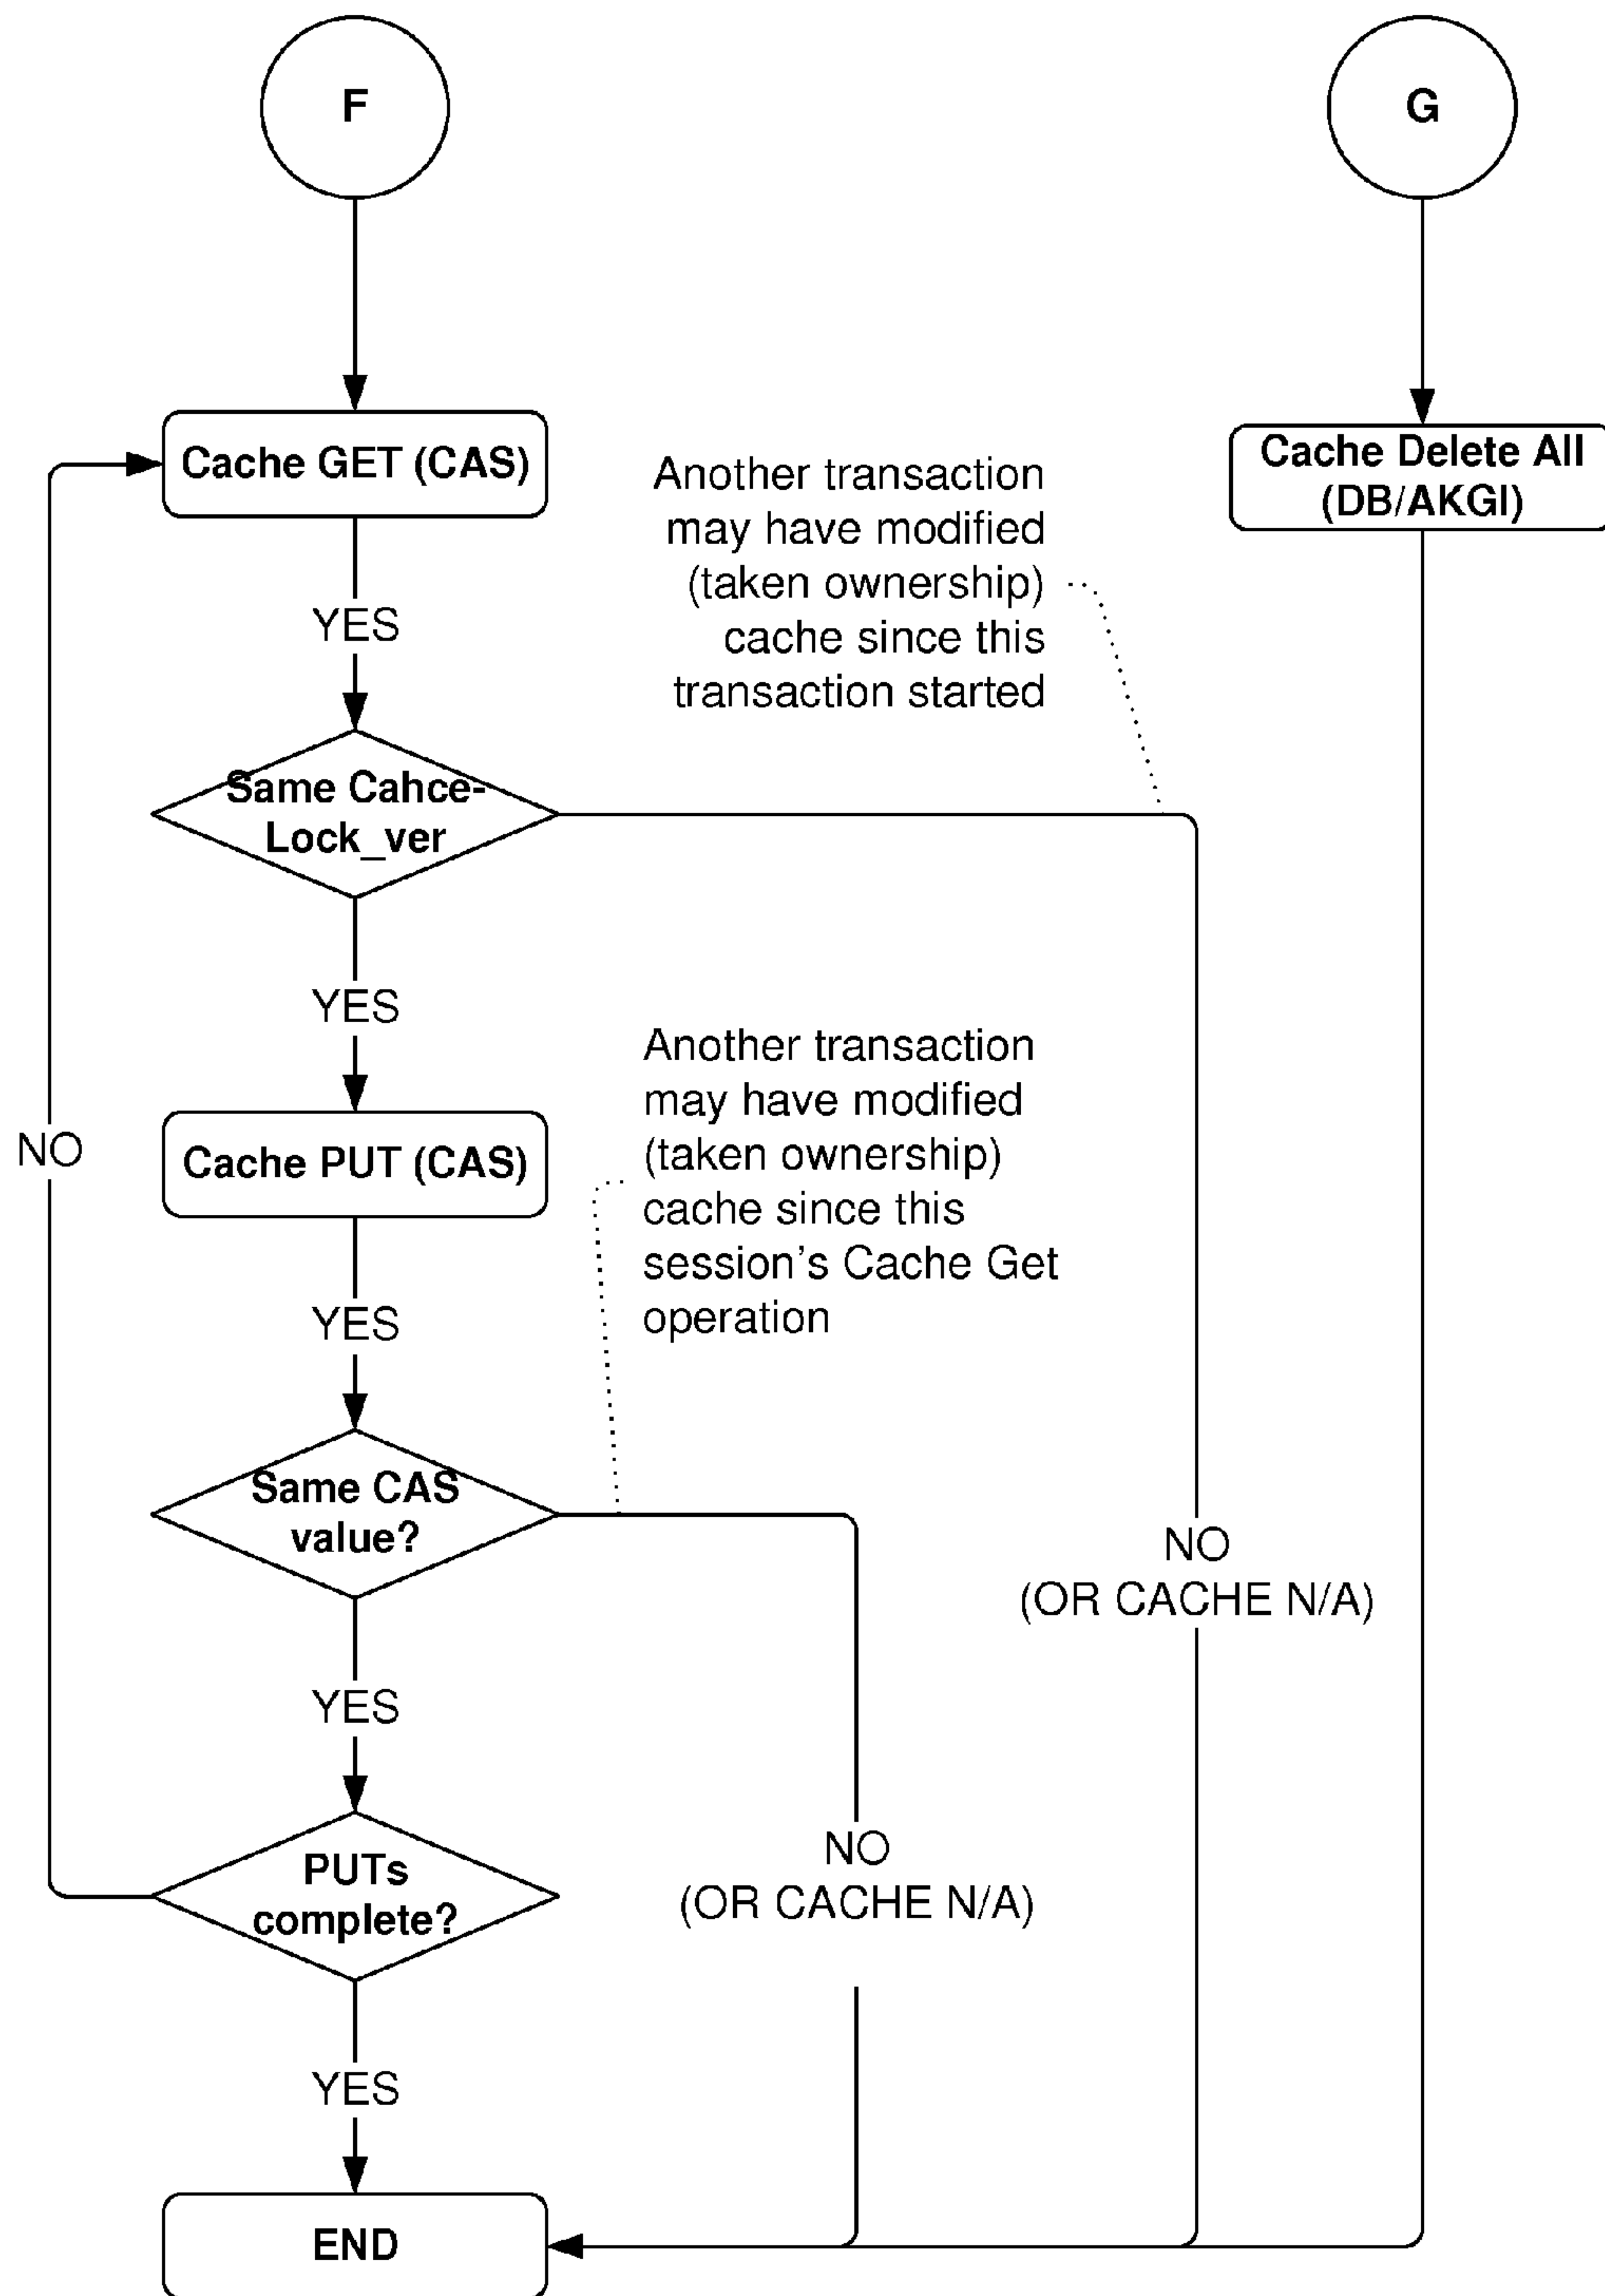 F
G
Cache GET (CAS)
Cache Delete All
(DB/AKGI)
Another transaction
may have modified
(taken ownership)
cache since this
transaction started
YES
Same Cahce-
Lock_ver
YES
Another transaction
may have modified
(taken ownership)
cache since this
session's Cache Get
operation
NO
Cache PUT (CAS)
YES
Same CAS
value?
NO
(OR CACHE N/A)
YES
NO
(OR CACHE N/A)
PUTs
complete?
YES
END